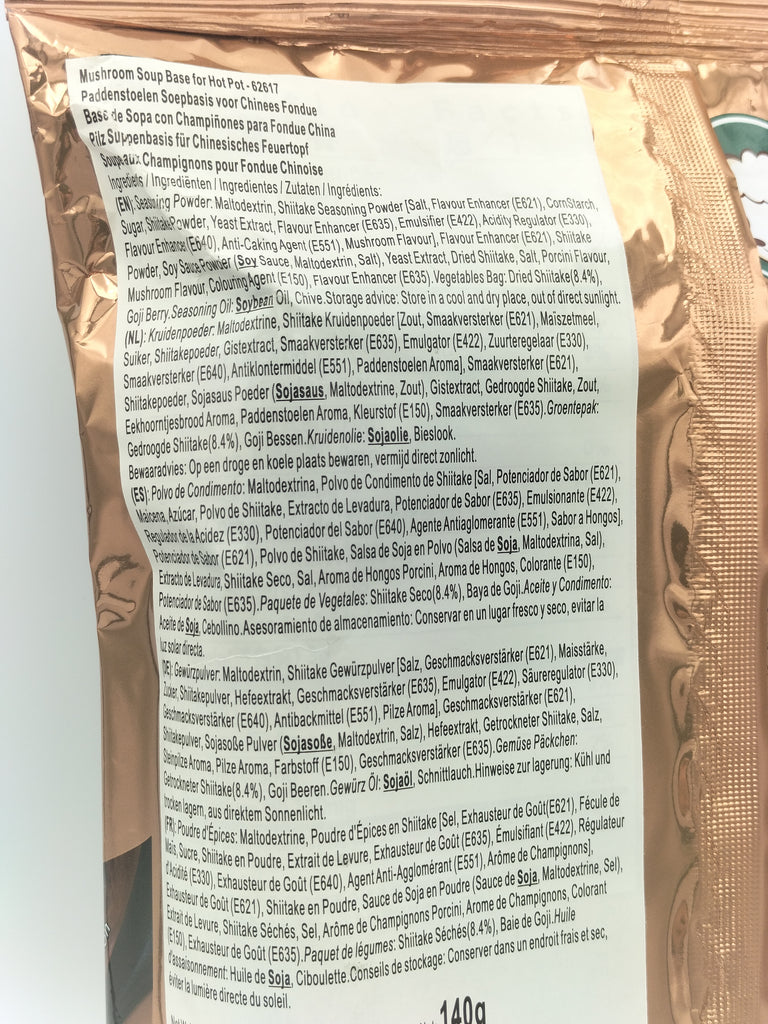 Mushroom Soup Base for Hot Pot - 62617
Paddenstoelen Soepbasis voor Chinees Fondue
Base de Sopa con Champiñones para Fondue China
Pilz Suppenbasis für Chinesisches Feuertopf
Soupe aux Champignons pour Fondue Chinoise
Ingredients / Ingrediënten / Ingredientes / Zutaten / Ingrédients:
(EN): Seasoning Powder: Maltodextrin, Shiitake Seasoning Powder [Salt, Flavour Enhancer (E621), Corn Starch,
Sugar, Shiitake Powder, Yeast Extract, Flavour Enhancer (E635), Emulsifier (E422), Acidity Regulator (E330),
Flavour Enhancer (E640), Anti-Caking Agent (E551), Mushroom Flavour], Flavour Enhancer (E621), Shiitake
Powder, Soy Sauce Powder (Soy Sauce, Maltodextrin, Salt), Yeast Extract, Dried Shiitake, Salt, Porcini Flavour,
Mushroom Flavour, Colouring Agent (E150), Flavour Enhancer (E635). Vegetables Bag: Dried Shiitake(8.4%),
Goji Berry. Seasoning Oil: Soybean Oil, Chive. Storage advice: Store in a cool and dry place, out of direct sunlight.
(NL): Kruidenpoeder: Maltodextrine, Shiitake Kruidenpoeder [Zout, Smaakversterker (E621), Maïszetmeel,
Suiker, Shiitakepoeder, Gistextract, Smaakversterker (E635), Emulgator (E422), Zuurteregelaar (E330),
Smaakversterker (E640), Antiklontermiddel (E551), Paddenstoelen Aroma], Smaakversterker (E621),
Shiitakepoeder, Sojasaus Poeder (Sojasaus, Maltodextrine, Zout), Gistextract, Gedroogde Shiitake, Zout,
Eekhoorntjesbrood Aroma, Paddenstoelen Aroma, Kleurstof (E150), Smaakversterker (E635). Groentepak:
Gedroogde Shiitake(8.4%), Goji Bessen. Kruidenolie: Sojaolie, Bieslook.
Bewaaradvies: Op een droge en koele plaats bewaren, vermijd direct zonlicht.
(ES): Polvo de Condimento: Maltodextrina, Polvo de Condimento de Shiitake [Sal, Potenciador de Sabor (E621),
Maicena, Azúcar, Polvo de Shiitake, Extracto de Levadura, Potenciador de Sabor (E635), Emulsionante (E422),
Regulador de la Acidez (E330), Potenciador del Sabor (E640), Agente Antiaglomerante (E551), Sabor a Hongos],
Potenciador de Sabor (E621), Polvo de Shiitake, Salsa de Soja en Polvo (Salsa de Soja, Maltodextrina, Sal),
Extracto de Levadura, Shiitake Seco, Sal, Aroma de Hongos Porcini, Aroma de Hongos, Colorante (E150),
Potenciador de Sabor (E635). Paquete de Vegetales: Shiitake Seco(8.4%), Baya de Goji. Aceite y Condimento:
Aceite de Soja, Cebollino. Asesoramiento de almacenamiento: Conservar en un lugar fresco y seco, evitar la
luz solar directa.
(DE): Gewürzpulver: Maltodextrin, Shiitake Gewürzpulver [Salz, Geschmacksverstärker (E621), Maisstärke,
Zucker, Shiitakepulver, Hefeextrakt, Geschmacksverstärker (E635), Emulgator (E422), Säureregulator (E330),
Geschmacksverstärker (E640), Antibackmittel (E551), Pilze Aroma], Geschmacksverstärker (E621),
Shiitakepulver, Sojasoße Pulver (Sojasoße, Maltodextrin, Salz), Hefeextrakt, Getrockneter Shiitake, Salz,
Steinpilze Aroma, Pilze Aroma, Farbstoff (E150), Geschmacksverstärker (E635). Gemüse Päckchen:
Getrockneter Shiitake(8.4%), Goji Beeren. Gewürz Öl: Sojaöl, Schnittlauch. Hinweise zur lagerung: Kühl und
trocken lagern, aus direktem Sonnenlicht.
(FR): Poudre d'Épices: Maltodextrine, Poudre d'Épices en Shiitake [Sel, Exhausteur de Goût(E621), Fécule de
Maïs, Sucre, Shiitake en Poudre, Extrait de Levure, Exhausteur de Goût (E635), Émulsifiant (E422), Régulateur
d'Acidité (E330), Exhausteur de Goût (E640), Agent Anti-Agglomérant (E551), Arôme de Champignons],
Exhausteur de Goût (E621), Shiitake en Poudre, Sauce de Soja en Poudre (Sauce de Soja, Maltodextrine, Sel),
Extrait de Levure, Shiitake Séchés, Sel, Arôme de Champignons Porcini, Arome de Champignons, Colorant
(E150), Exhausteur de Goût (E635). Paquet de légumes: Shiitake Séchés(8.4%), Baie de Goji. Huile
d'assaisonnement: Huile de Soja, Ciboulette. Conseils de stockage: Conserver dans un endroit frais et sec,
éviter la lumière directe du soleil.
140g